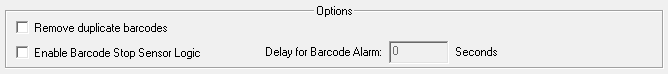 Options
Remove duplicate barcodes
Enable Barcode Stop Sensor Logic Delay for Barcode Alarm: 0 Seconds